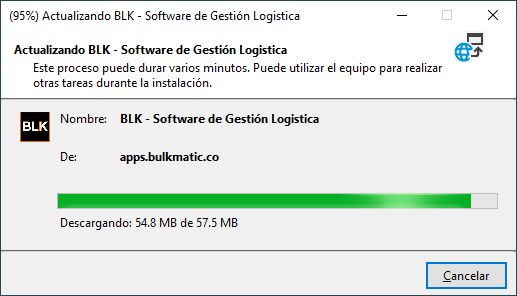 (95%) Actualizando BLK - Software de Gestión Logistica
Actualizando BLK - Software de Gestión Logistica
Este proceso puede durar varios minutos. Puede utilizar el equipo para realizar
otras tareas durante la instalación.
BLK
Nombre: BLK - Software de Gestión Logistica
De: apps.bulkmatic.co
Descargando: 54.8 MB de 57.5 MB
Cancelar